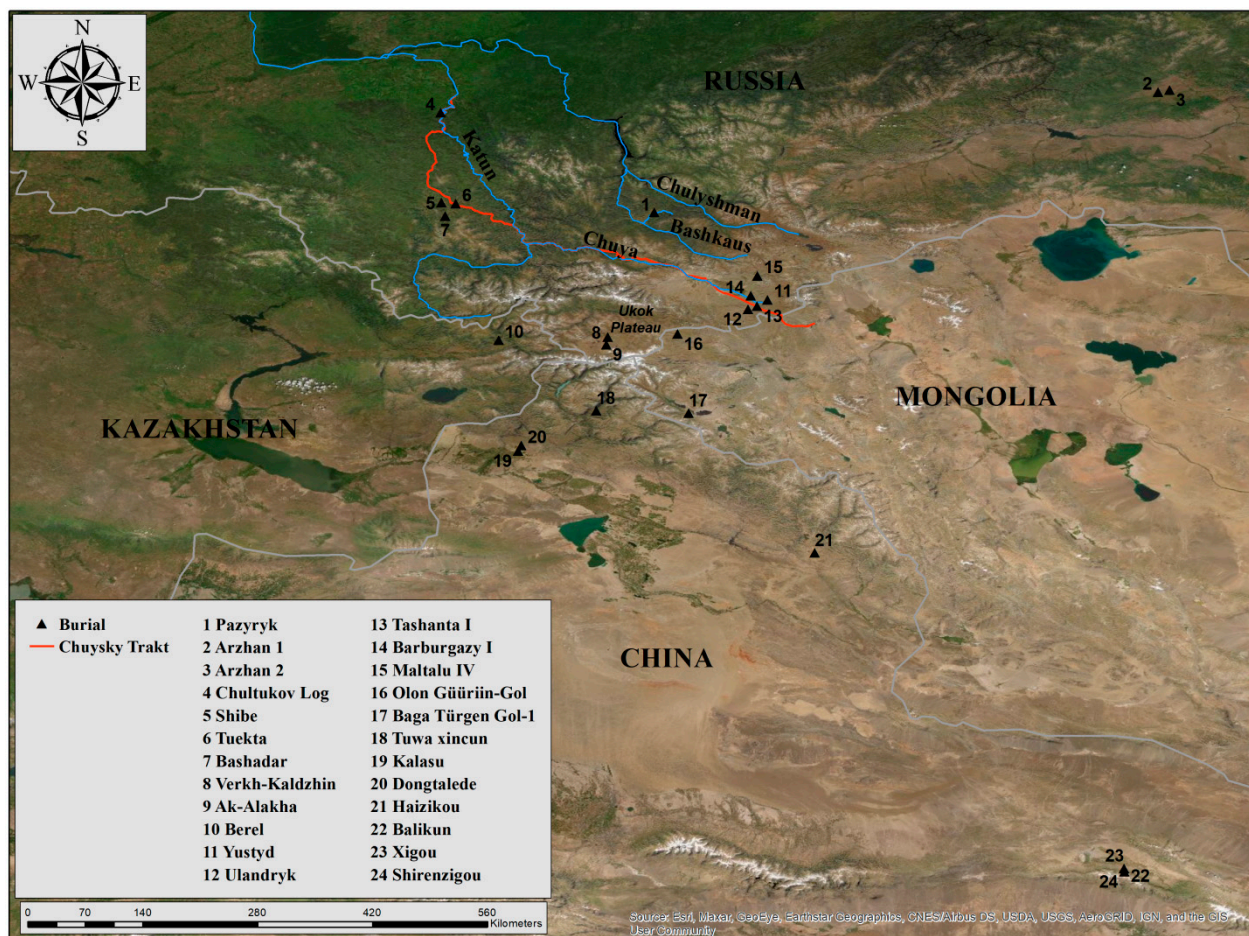 N
W
E
S
RUSSIA
2
3
4
Katun
Chulyshman
1
5
6
7
Bashkaus
Chuya
15
14
11
12
13
Ukok
Plateau
8
9
10
16
MONGOLIA
18
17
KAZAKHSTAN
20
19
21
CHINA
23
24
22
Burial
Chuysky Trakt
1 Pazyryk
2 Arzhan 1
3 Arzhan 2
4 Chultukov Log
5 Shibe
6 Tuekta
7 Bashadar
8 Verkh-Kaldzhin
9 Ak-Alakha
10 Berel
11 Yustyd
12 Ulandryk
13 Tashanta I
14 Barburgazy I
15 Maltalu IV
16 Olon Güüriin-Gol
17 Baga Türgen Gol-1
18 Tuwa xincun
19 Kalasu
20 Dongtalede
21 Haizikou
22 Balikun
23 Xigou
24 Shirenzigou
0 70 140 280 420 560
Kilometers
Source: Esri, Maxar, GeoEye, Earthstar Geographics, CNES/Airbus DS, USDA, USGS, AeroGRID, IGN, and the GIS
User Community